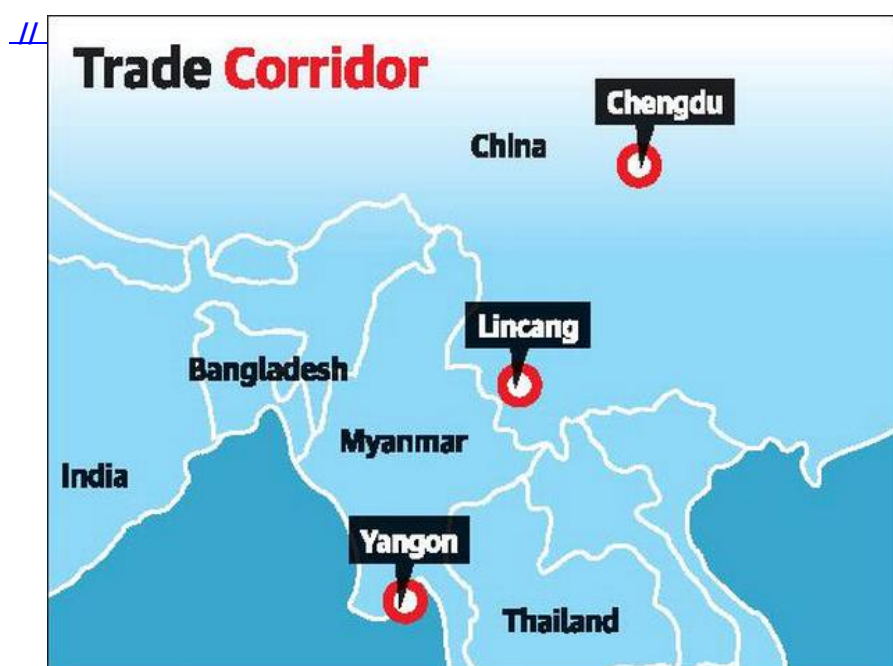 //
Trade Corridor
Chengdu
China
Lincang
Bangladesh
Myanmar
India
Yangon
Thailand